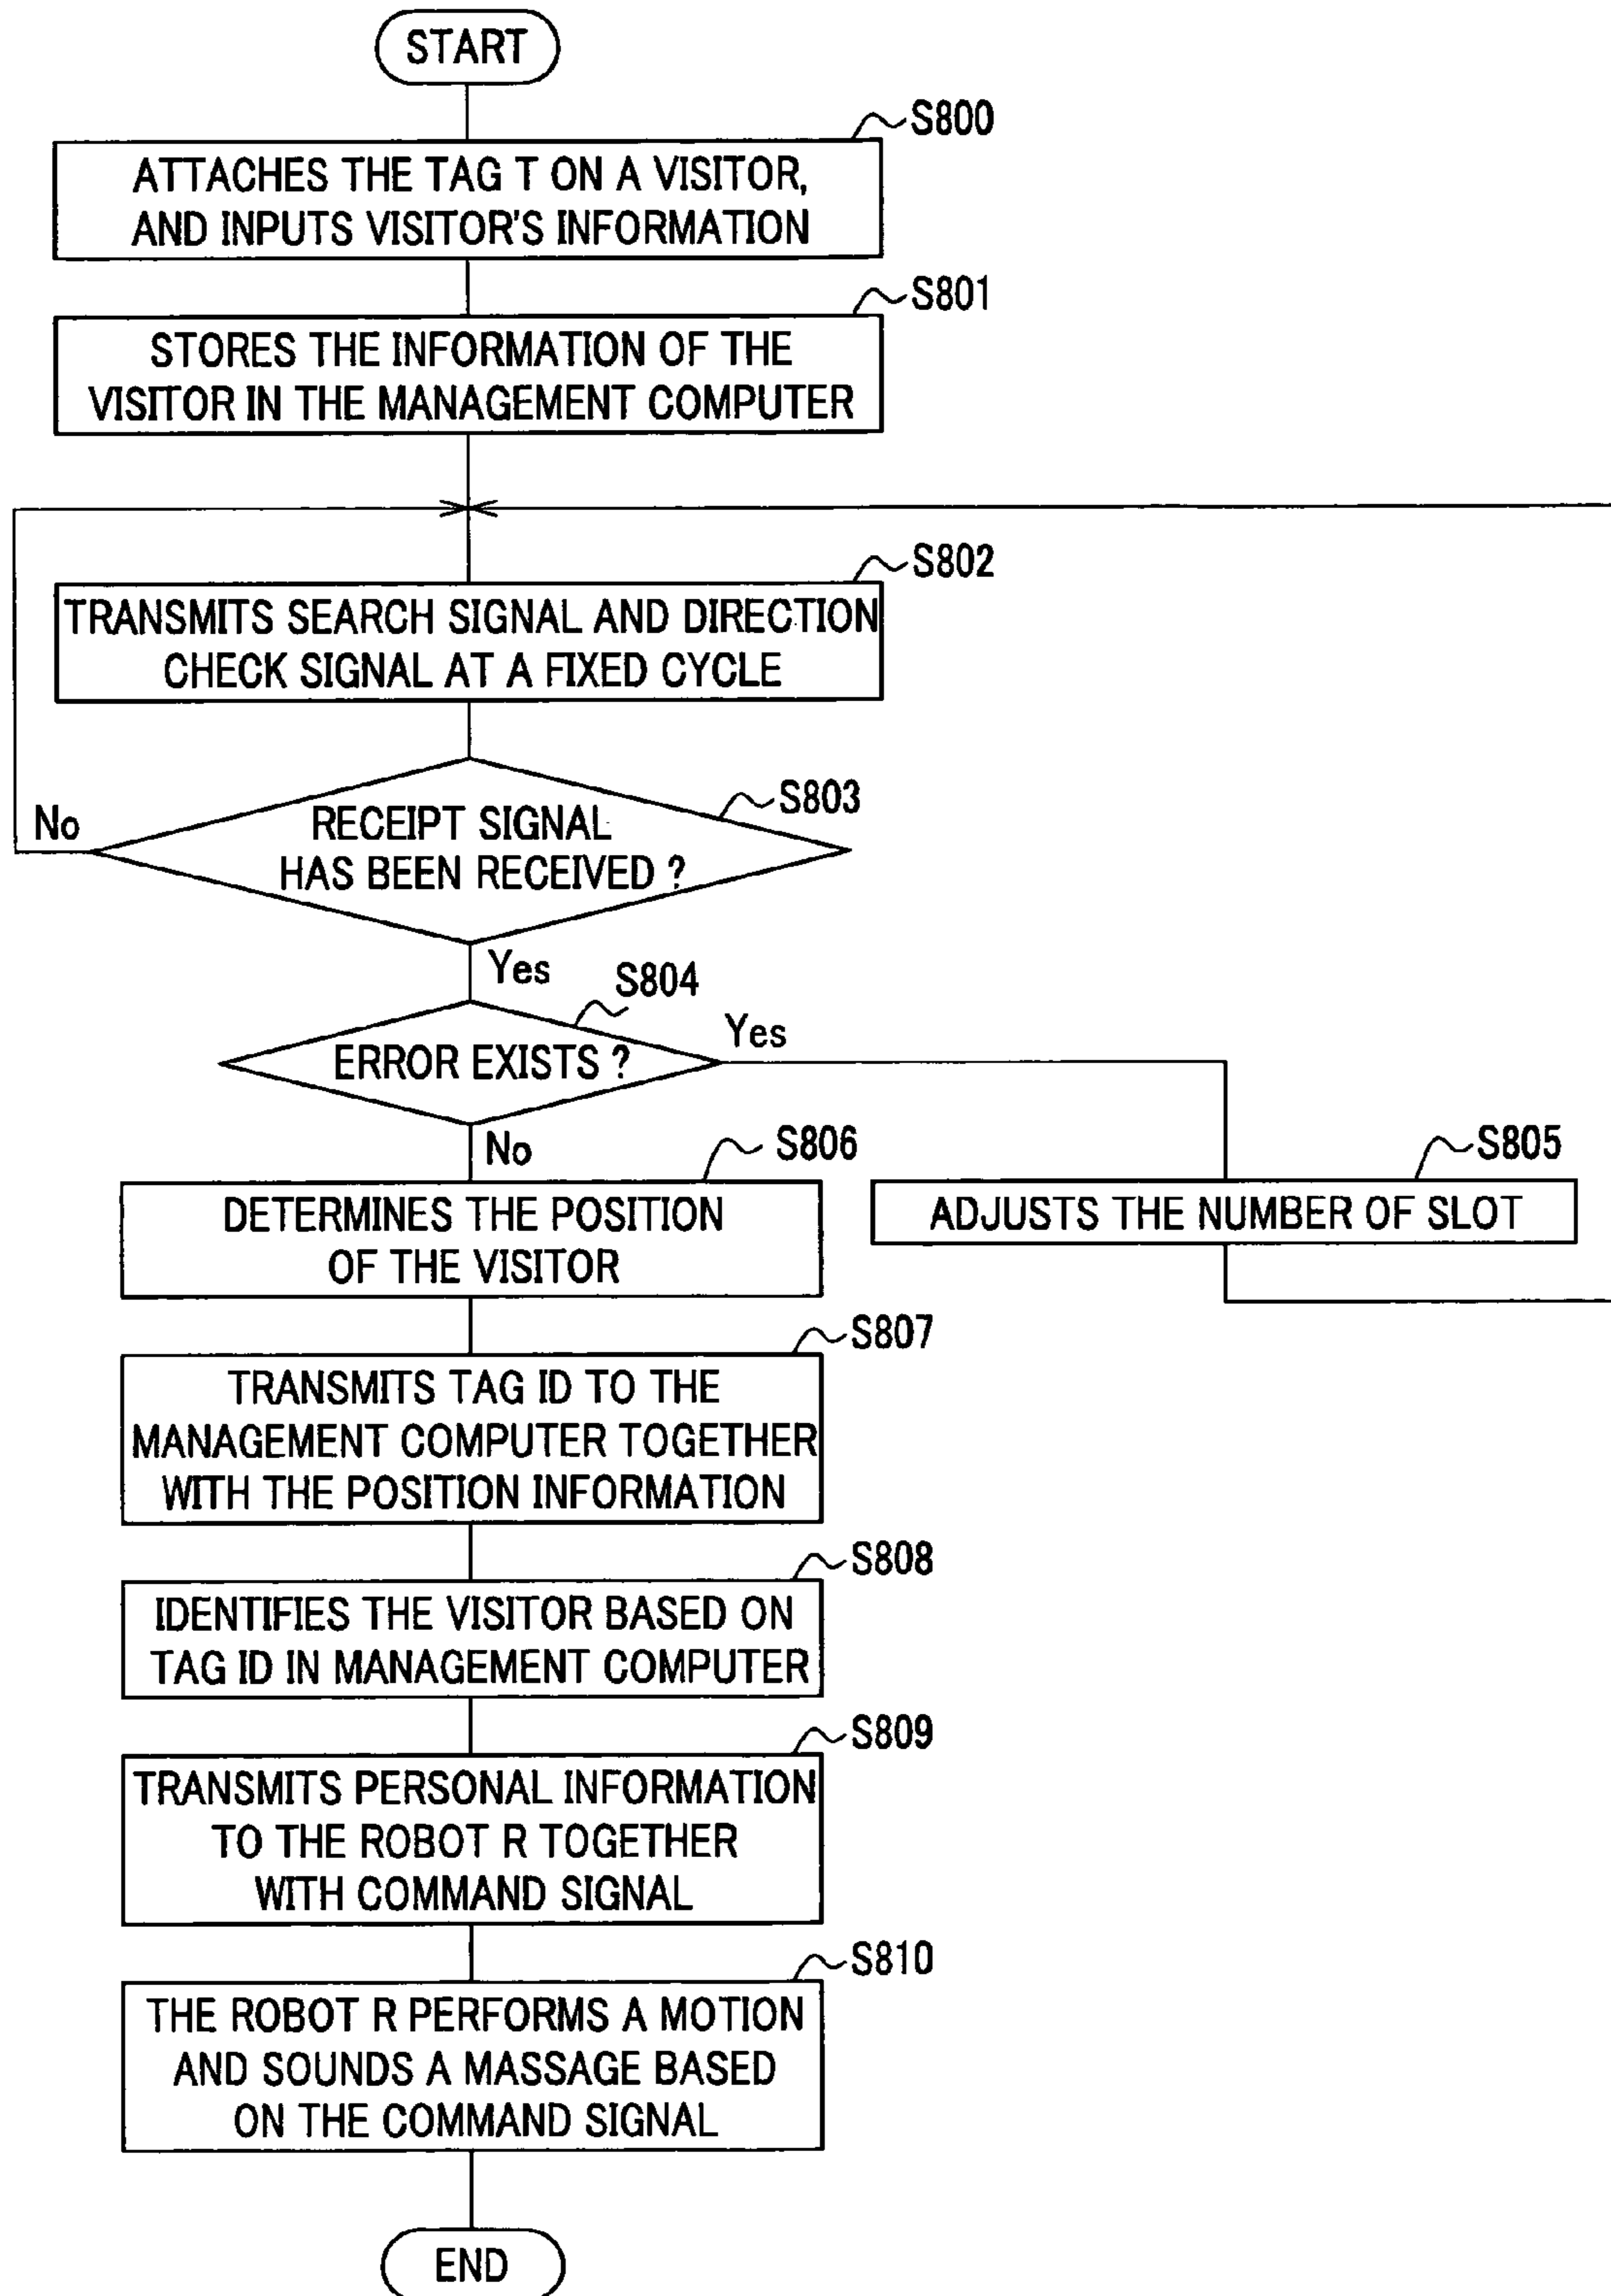 START
S800
ATTACHES THE TAG T ON A VISITOR,
AND INPUTS VISITOR'S INFORMATION
S801
STORES THE INFORMATION OF THE
VISITOR IN THE MANAGEMENT COMPUTER
S802
TRANSMITS SEARCH SIGNAL AND DIRECTION
CHECK SIGNAL AT A FIXED CYCLE
S803
No
RECEIPT SIGNAL
HAS BEEN RECEIVED ?
Yes
S804
ERROR EXISTS ?
Yes
No
S805
ADJUSTS THE NUMBER OF SLOT
S806
DETERMINES THE POSITION
OF THE VISITOR
S807
TRANSMITS TAG ID TO THE
MANAGEMENT COMPUTER TOGETHER
WITH THE POSITION INFORMATION
S808
IDENTIFIES THE VISITOR BASED ON
TAG ID IN MANAGEMENT COMPUTER
S809
TRANSMITS PERSONAL INFORMATION
TO THE ROBOT R TOGETHER
WITH COMMAND SIGNAL
S810
THE ROBOT R PERFORMS A MOTION
AND SOUNDS A MASSAGE BASED
ON THE COMMAND SIGNAL
END